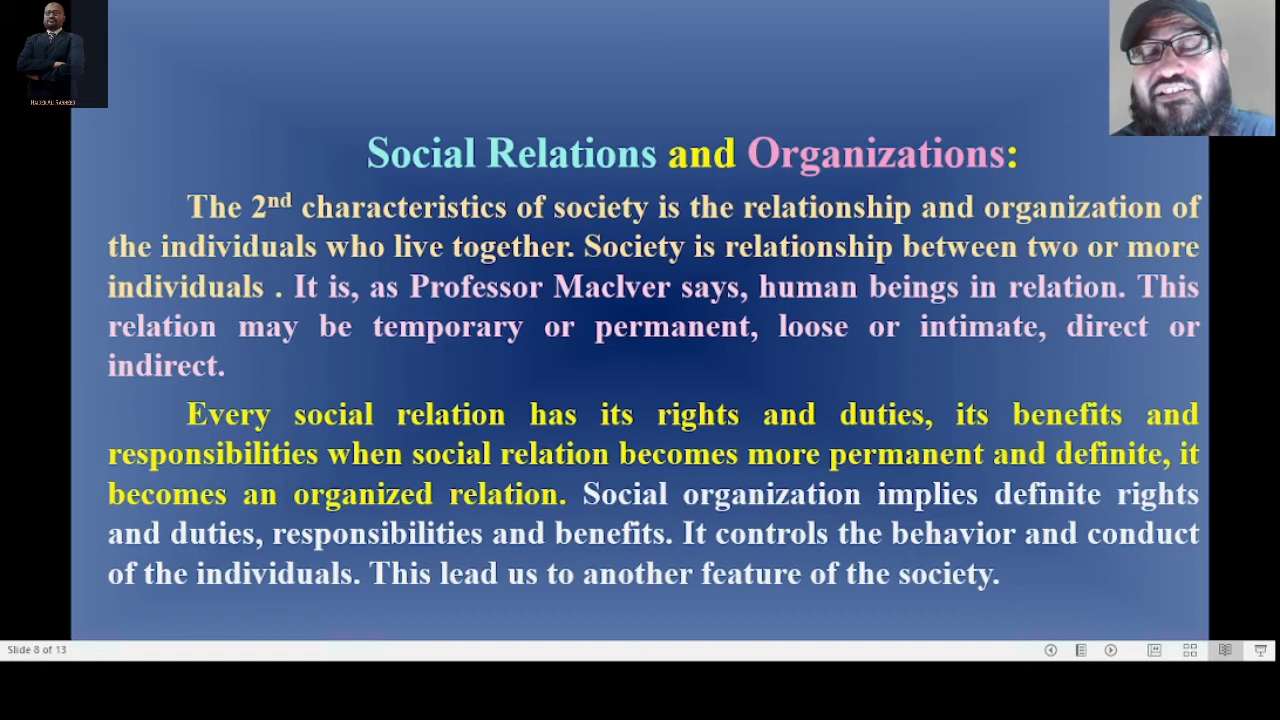 Social Relations and Organizations:
The 2nd characteristics of society is the relationship and organization of
the individuals who live together. Society is relationship between two or more
individuals . It is, as Professor Maclver says, human beings in relation. This
relation may be temporary or permanent, loose or intimate, direct or
indirect.
Every social relation has its rights and duties, its benefits and
responsibilities when social relation becomes more permanent and definite, it
becomes an organized relation. Social organization implies definite rights
and duties, responsibilities and benefits. It controls the behavior and conduct
of the individuals. This lead us to another feature of the society.
Slide 8 of 13